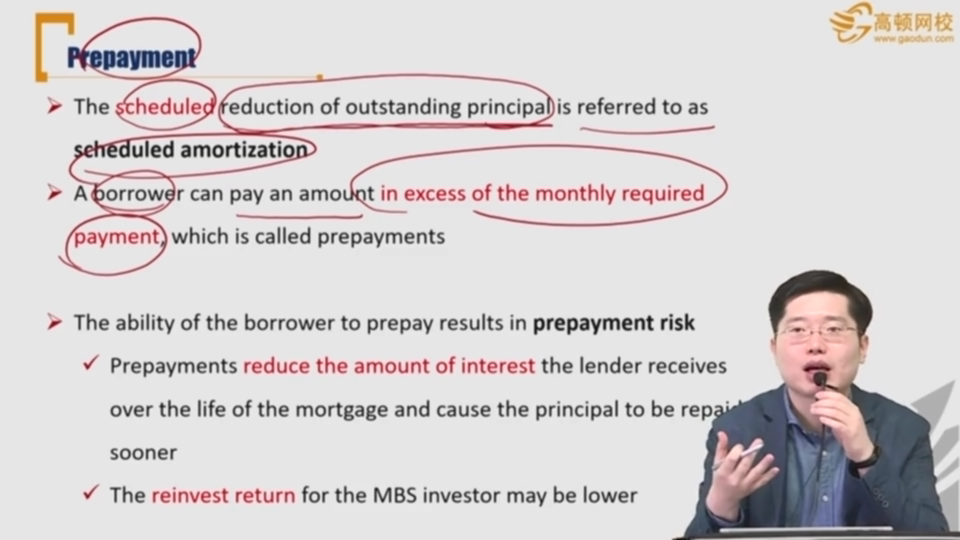 高顿网校
www.gaodun.com
Prepayment
The scheduled reduction of outstanding principal is referred to as
scheduled amortization
A borrower can pay an amount in excess of the monthly required
payment, which is called prepayments
The ability of the borrower to prepay results in prepayment risk
Prepayments reduce the amount of interest the lender receives
over the life of the mortgage and cause the principal to be repaid
sooner
The reinvest return for the MBS investor may be lower